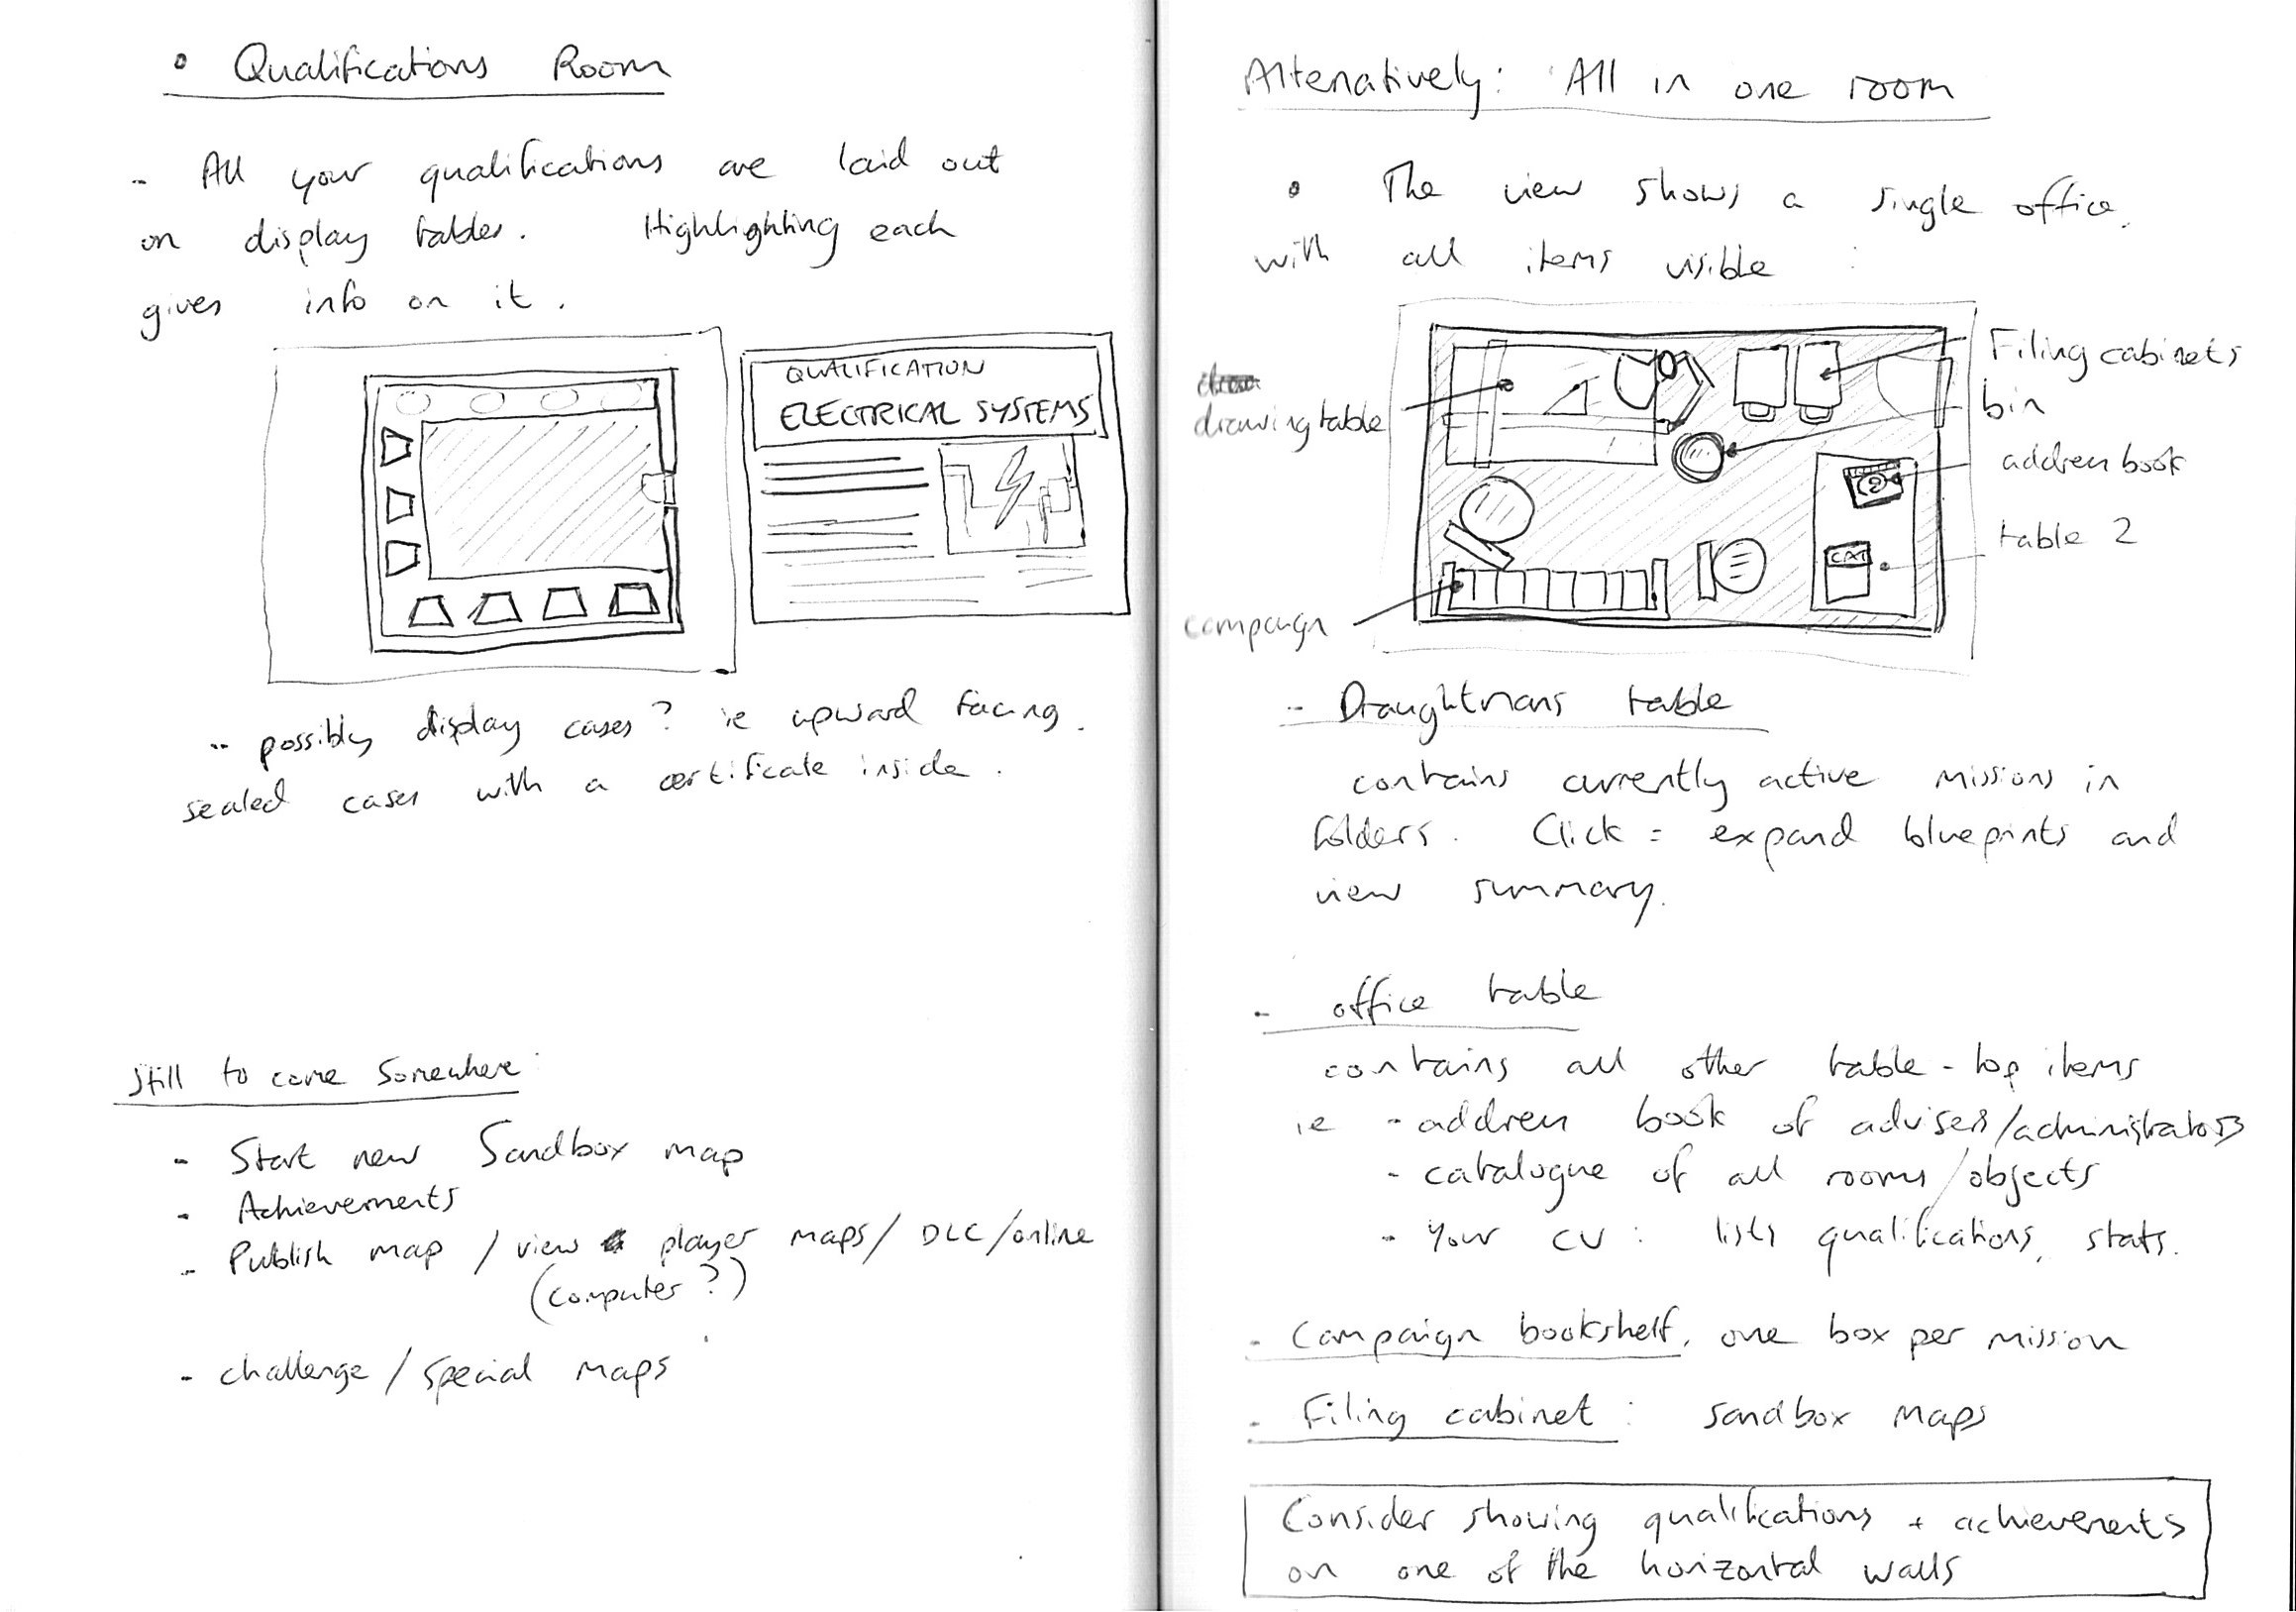 Qualifications Room
- All your qualifications are laid out
on display tables. Highlighting each
gives info on it.
QUALIFICATION
ELECTRICAL SYSTEMS
- possibly display cases? ie upward facing
sealed cases with a certificate inside.
Still to come somewhere:
- Start new Sandbox map
- Achievements
- Publish map / view player maps / DLC / online
(computer?)
- challenge / special maps
Alternatively: All in one room
The view shows a single office,
with all items visible :
drawing table
Filing cabinets
bin
address book
table 2
CAT
campaign
- Draughtmans table
contains currently active missions in
folders. Click = expand blueprints and
view summary.
- office table
contains all other table-top items
ie - address book of advisers/administrators
- catalogue of all rooms/objects
- Your CV : lists qualifications, stats.
- Campaign bookshelf, one box per mission
- Filing cabinet : sandbox maps
Consider showing qualifications + achievements
on one of the horizontal walls